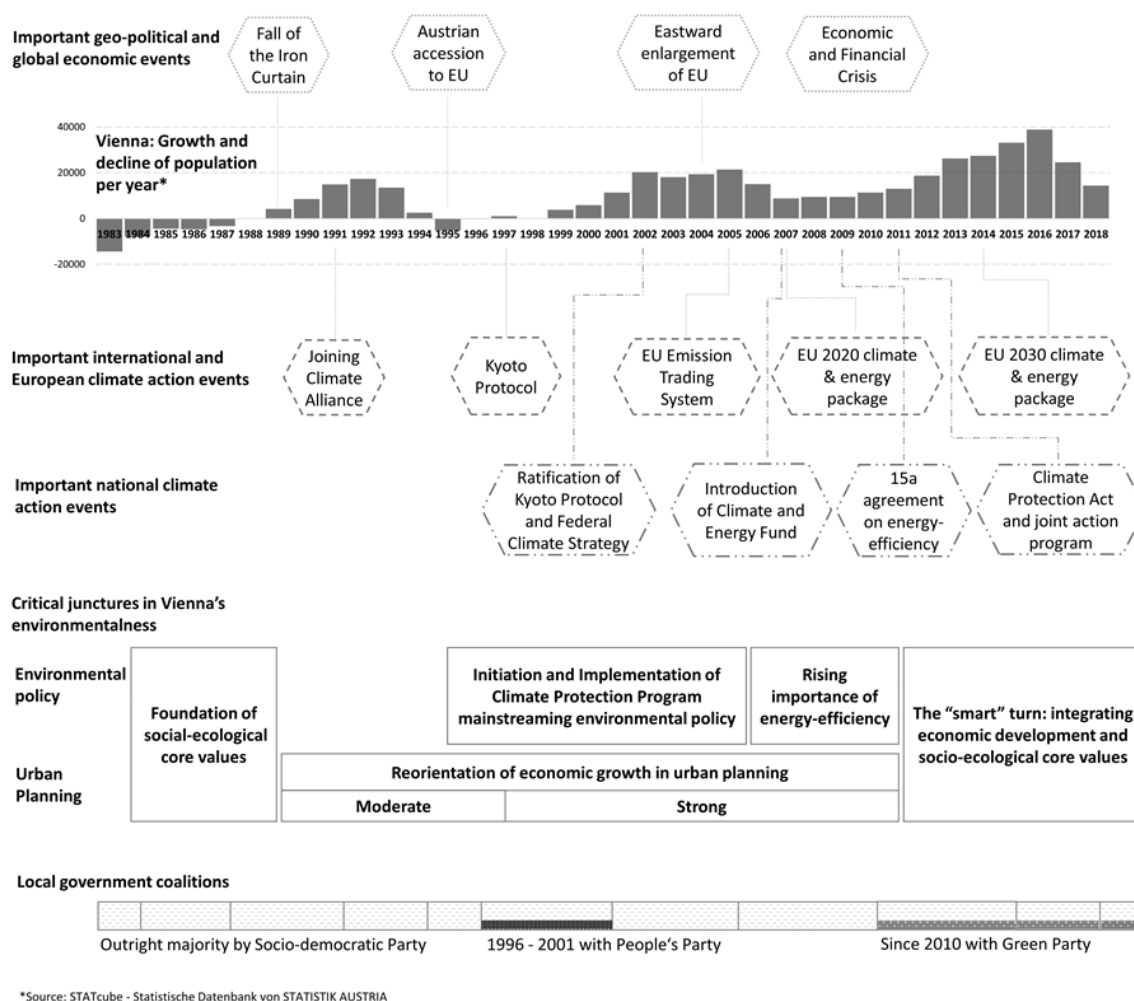 Important geo-political and
global economic events
Fall of
the Iron
Curtain
Austrian
accession
to EU
Eastward
enlargement
of EU
Economic
and Financial
Crisis
40000
20000
0
-20000
Vienna: Growth and
decline of population
per year*
1983 1984 1985 1986 1987 1988 1989 1990 1991 1992 1993 1994 1995 1996 1997 1998 1999 2000 2001 2002 2003 2004 2005 2006 2007 2008 2009 2010 2011 2012 2013 2014 2015 2016 2017 2018
Important international and
European climate action events
Joining
Climate
Alliance
Kyoto
Protocol
EU Emission
Trading
System
EU 2020 climate
& energy
package
EU 2030 climate
& energy
package
Important national climate
action events
Ratification of
Kyoto Protocol
and Federal
Climate Strategy
Introduction
of Climate and
Energy Fund
15a
agreement
on energy-
efficiency
Climate
Protection Act
and joint action
program
Critical junctures in Vienna's
environmentalness
Environmental
policy
Foundation of
social-ecological
core values
Initiation and Implementation of
Climate Protection Program
mainstreaming environmental policy
Rising
importance of
energy-efficiency
The “smart” turn: integrating
economic development and
socio-ecological core values
Urban
Planning
Reorientation of economic growth in urban planning
Moderate
Strong
Local government coalitions
Outright majority by Socio-democratic Party
1996 - 2001 with People's Party
Since 2010 with Green Party
*Source: STATcube - Statistische Datenbank von STATISTIK AUSTRIA